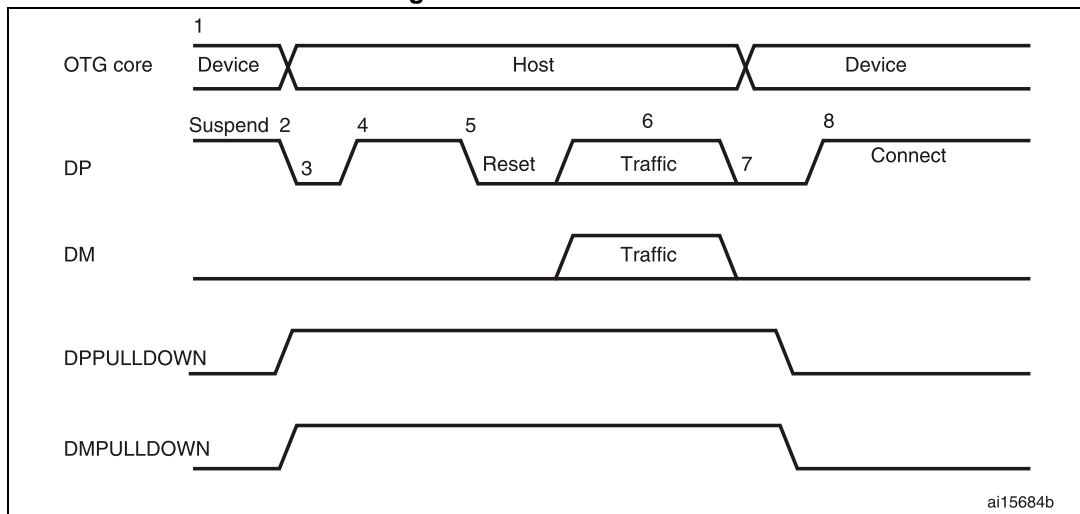 1
OTG core Device Host Device
Suspend 2 4 5 6 8
DP 3 Reset Traffic 7 Connect
DM Traffic
DPPULLDOWN
DMPULLDOWN
ai15684b